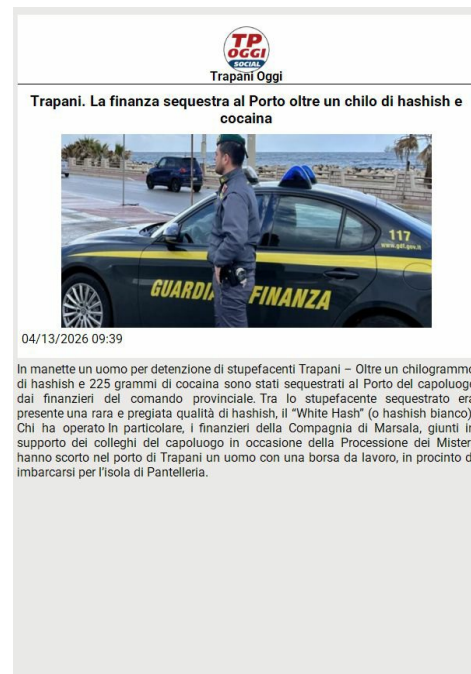 TP
OGGI
SOCIAL
Trapani Oggi
Trapani. La finanza sequestra al Porto oltre un chilo di hashish e
cocaina
117
www.gdf.gov.it
GUARDIA FINANZA
04/13/2026 09:39
In manette un uomo per detenzione di stupefacenti Trapani – Oltre un chilogrammo
di hashish e 225 grammi di cocaina sono stati sequestrati al Porto del capoluogo
dai finanzieri del comando provinciale. Tra lo stupefacente sequestrato era
presente una rara e pregiata qualità di hashish, il “White Hash” (o hashish bianco)
Chi ha operato In particolare, i finanzieri della Compagnia di Marsala, giunti in
supporto dei colleghi del capoluogo in occasione della Processione dei Mister
hanno scorto nel porto di Trapani un uomo con una borsa da lavoro, in procinto d
imbarcarsi per l’isola di Pantelleria.